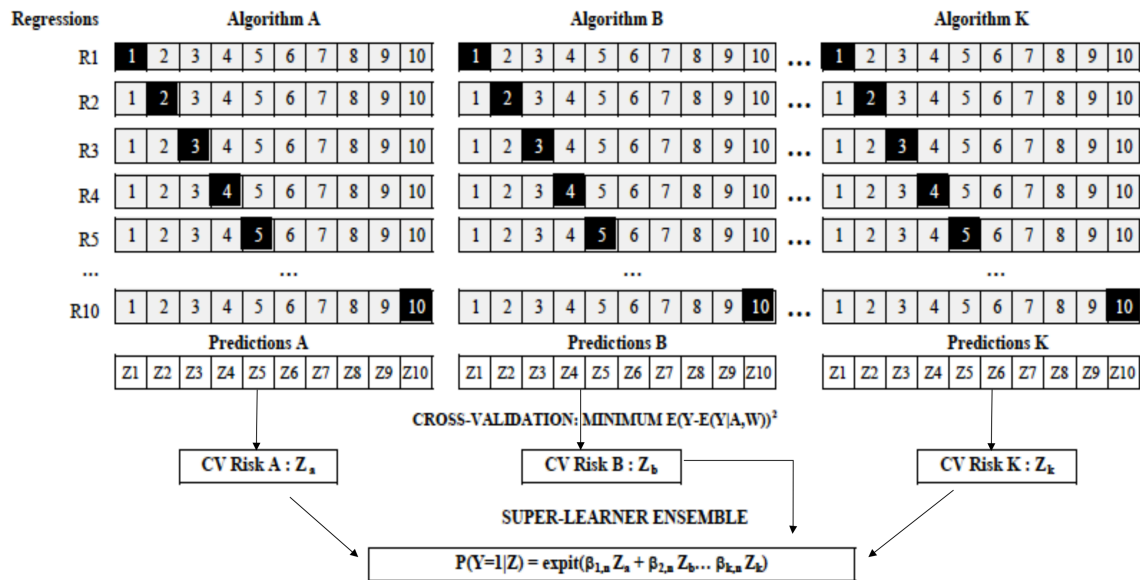 Regressions Algorithm A Algorithm B Algorithm K
R1 1 2 3 4 5 6 7 8 9 10 1 2 3 4 5 6 7 8 9 10 ... 1 2 3 4 5 6 7 8 9 10
R2 1 2 3 4 5 6 7 8 9 10 1 2 3 4 5 6 7 8 9 10 ... 1 2 3 4 5 6 7 8 9 10
R3 1 2 3 4 5 6 7 8 9 10 1 2 3 4 5 6 7 8 9 10 ... 1 2 3 4 5 6 7 8 9 10
R4 1 2 3 4 5 6 7 8 9 10 1 2 3 4 5 6 7 8 9 10 ... 1 2 3 4 5 6 7 8 9 10
R5 1 2 3 4 5 6 7 8 9 10 1 2 3 4 5 6 7 8 9 10 ... 1 2 3 4 5 6 7 8 9 10
... ... ... ...
R10 1 2 3 4 5 6 7 8 9 10 1 2 3 4 5 6 7 8 9 10 ... 1 2 3 4 5 6 7 8 9 10
Predictions A Predictions B Predictions K
Z1 Z2 Z3 Z4 Z5 Z6 Z7 Z8 Z9 Z10 Z1 Z2 Z3 Z4 Z5 Z6 Z7 Z8 Z9 Z10 Z1 Z2 Z3 Z4 Z5 Z6 Z7 Z8 Z9 Z10
CROSS-VALIDATION: MINIMUM E(Y-E(Y|A,W))²
CV Risk A : Zₐ CV Risk B : Z_b CV Risk K : Zₖ
SUPER-LEARNER ENSEMBLE
P(Y=1|Z) = expit(β₁,ₙ Zₐ + β₂,ₙ Z_b... βₖ,ₙ Zₖ)